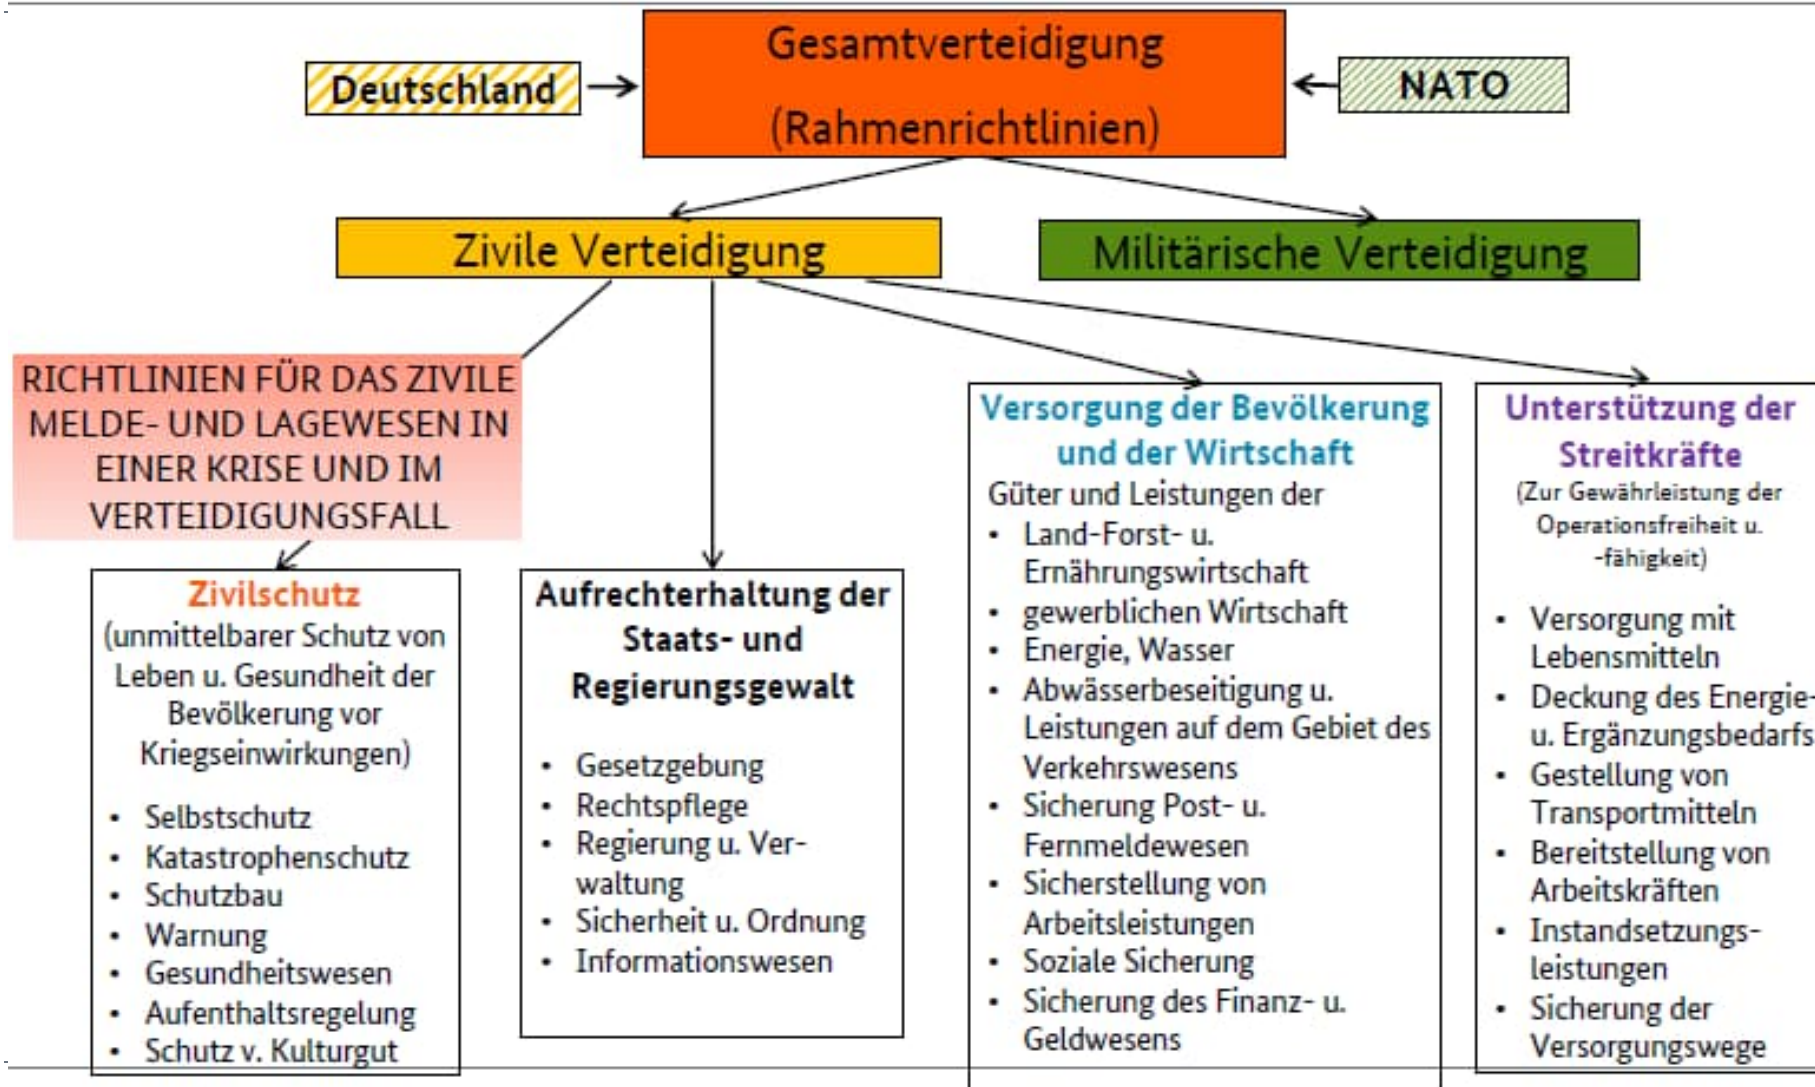 Gesamtverteidigung
(Rahmenrichtlinien)
Deutschland
NATO
Zivile Verteidigung
Militärische Verteidigung
RICHTLINIEN FÜR DAS ZIVILE
MELDE- UND LAGEWESEN IN
EINER KRISE UND IM
VERTEIDIGUNGSFALL
Zivilschutz
(unmittelbarer Schutz von
Leben u. Gesundheit der
Bevölkerung vor
Kriegseinwirkungen)
• Selbstschutz
• Katastrophenschutz
• Schutzbau
• Warnung
• Gesundheitswesen
• Aufenthaltsregelung
• Schutz v. Kulturgut
Aufrechterhaltung der
Staats- und
Regierungsgewalt
• Gesetzgebung
• Rechtspflege
• Regierung u. Ver-
waltung
• Sicherheit u. Ordnung
• Informationswesen
Versorgung der Bevölkerung
und der Wirtschaft
Güter und Leistungen der
• Land-Forst- u.
Ernährungswirtschaft
• gewerblichen Wirtschaft
• Energie, Wasser
• Abwässerbeseitigung u.
Leistungen auf dem Gebiet des
Verkehrswesens
• Sicherung Post- u.
Fernmeldewesen
• Sicherstellung von
Arbeitsleistungen
• Soziale Sicherung
• Sicherung des Finanz- u.
Geldwesens
Unterstützung der
Streitkräfte
(Zur Gewährleistung der
Operationsfreiheit u.
-fähigkeit)
• Versorgung mit
Lebensmitteln
• Deckung des Energie-
u. Ergänzungsbedarfs
• Gestellung von
Transportmitteln
• Bereitstellung von
Arbeitskräften
• Instandsetzungs-
leistungen
• Sicherung der
Versorgungswege